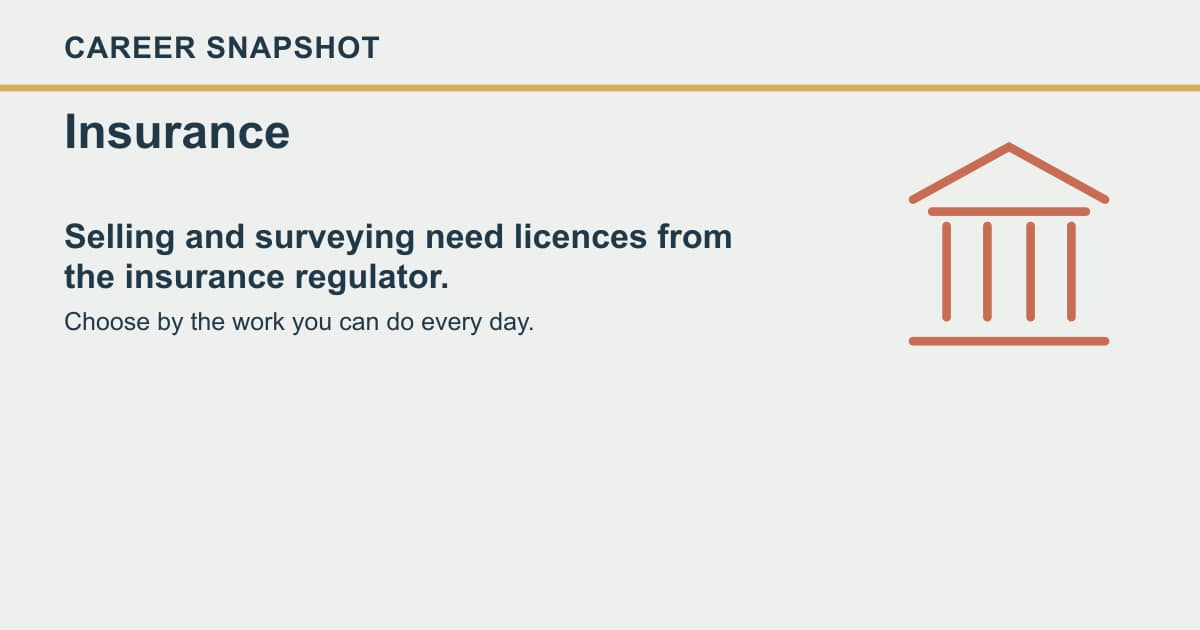 CAREER SNAPSHOT
Insurance
Selling and surveying need licences from
the insurance regulator.
Choose by the work you can do every day.